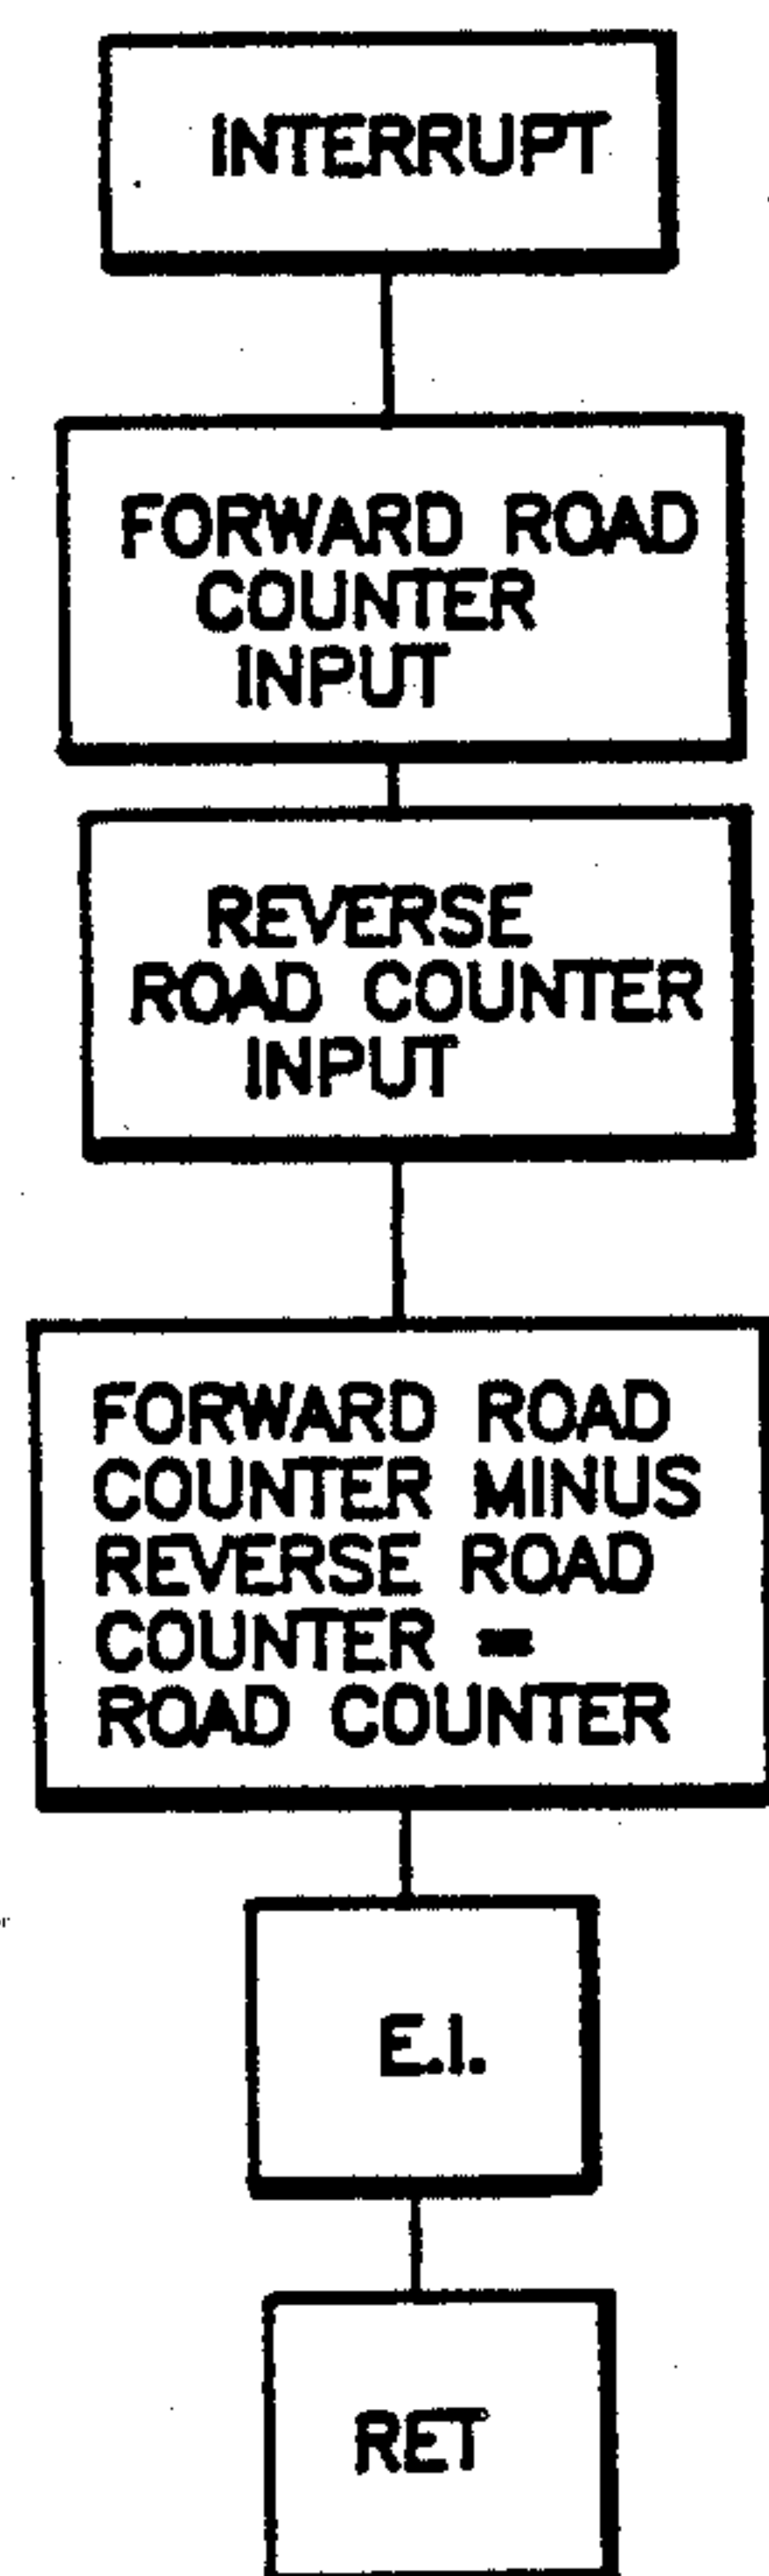 INTERRUPT
FORWARD ROAD
COUNTER
INPUT
REVERSE
ROAD COUNTER
INPUT
FORWARD ROAD
COUNTER MINUS
REVERSE ROAD
COUNTER =
ROAD COUNTER
E.I.
RET